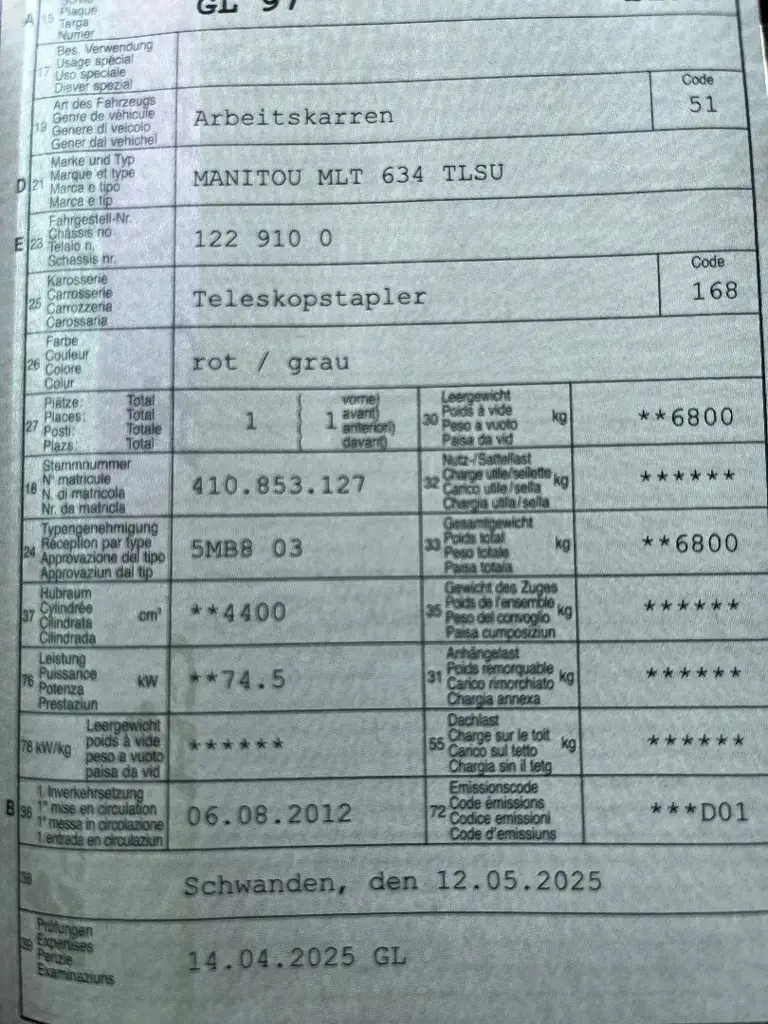 A 15 Plaque
Targa
Numer
GL 97
17
Bes. Verwendung
Usage spécial
Uso speciale
Diever spezial
19
Art des Fahrzeugs
Genre de véhicule
Genere di veicolo
Gener dal vehichel
Arbeitskarren
Code
51
D 21
Marke und Typ
Marque et type
Marca e tipo
Marca e tip
MANITOU MLT 634 TLSU
E 23
Fahrgestell-Nr.
Châssis no
Telaio n.
Schassis nr.
122 910 0
25
Karosserie
Carrosserie
Carrozzeria
Carossaria
Teleskopstapler
Code
168
26
Farbe
Couleur
Colore
Colur
rot / grau
27
Plätze: Total
Places: Total
Posti: Totale
Plazs: Total
1
1
vorne)
avant)
anteriori)
davant)
30
Leergewicht
Poids à vide
Peso a vuoto
Paisa da vid
kg
**6800
18
Stammnummer
N° matricule
N. di matricola
Nr. da matricla
410.853.127
32
Nutz-/Sattellast
Charge utile/sellette
Carico utile/sella
Chargia utila/sella
kg
******
24
Typengenehmigung
Réception par type
Approvazione del tipo
Approvaziun dal tip
5MB8 03
33
Gesamtgewicht
Poids total
Peso totale
Paisa totala
kg
**6800
37
Hubraum
Cylindrée
Cilindrata
Cilindrada
cm³
**4400
35
Gewicht des Zuges
Poids de l'ensemble
Peso del convoglio
Paisa cumposiziun
kg
******
76
Leistung
Puissance
Potenza
Prestaziun
kW
**74.5
31
Anhängelast
Poids remorquable
Carico rimorchiato
Chargia annexa
kg
******
78 kW/kg
Leergewicht
poids à vide
peso a vuoto
paisa da vid
******
55
Dachlast
Charge sur le toit
Carico sul tetto
Chargia sin il tetg
kg
******
B 36
1. Inverkehrsetzung
1re mise en circulation
1a messa in circolazione
1. entrada en circulaziun
06.08.2012
72
Emissionscode
Code émissions
Codice emissioni
Code d'emissiuns
***D01
38
Schwanden, den 12.05.2025
39
Prüfungen
Expertises
Perizie
Examinaziuns
14.04.2025 GL